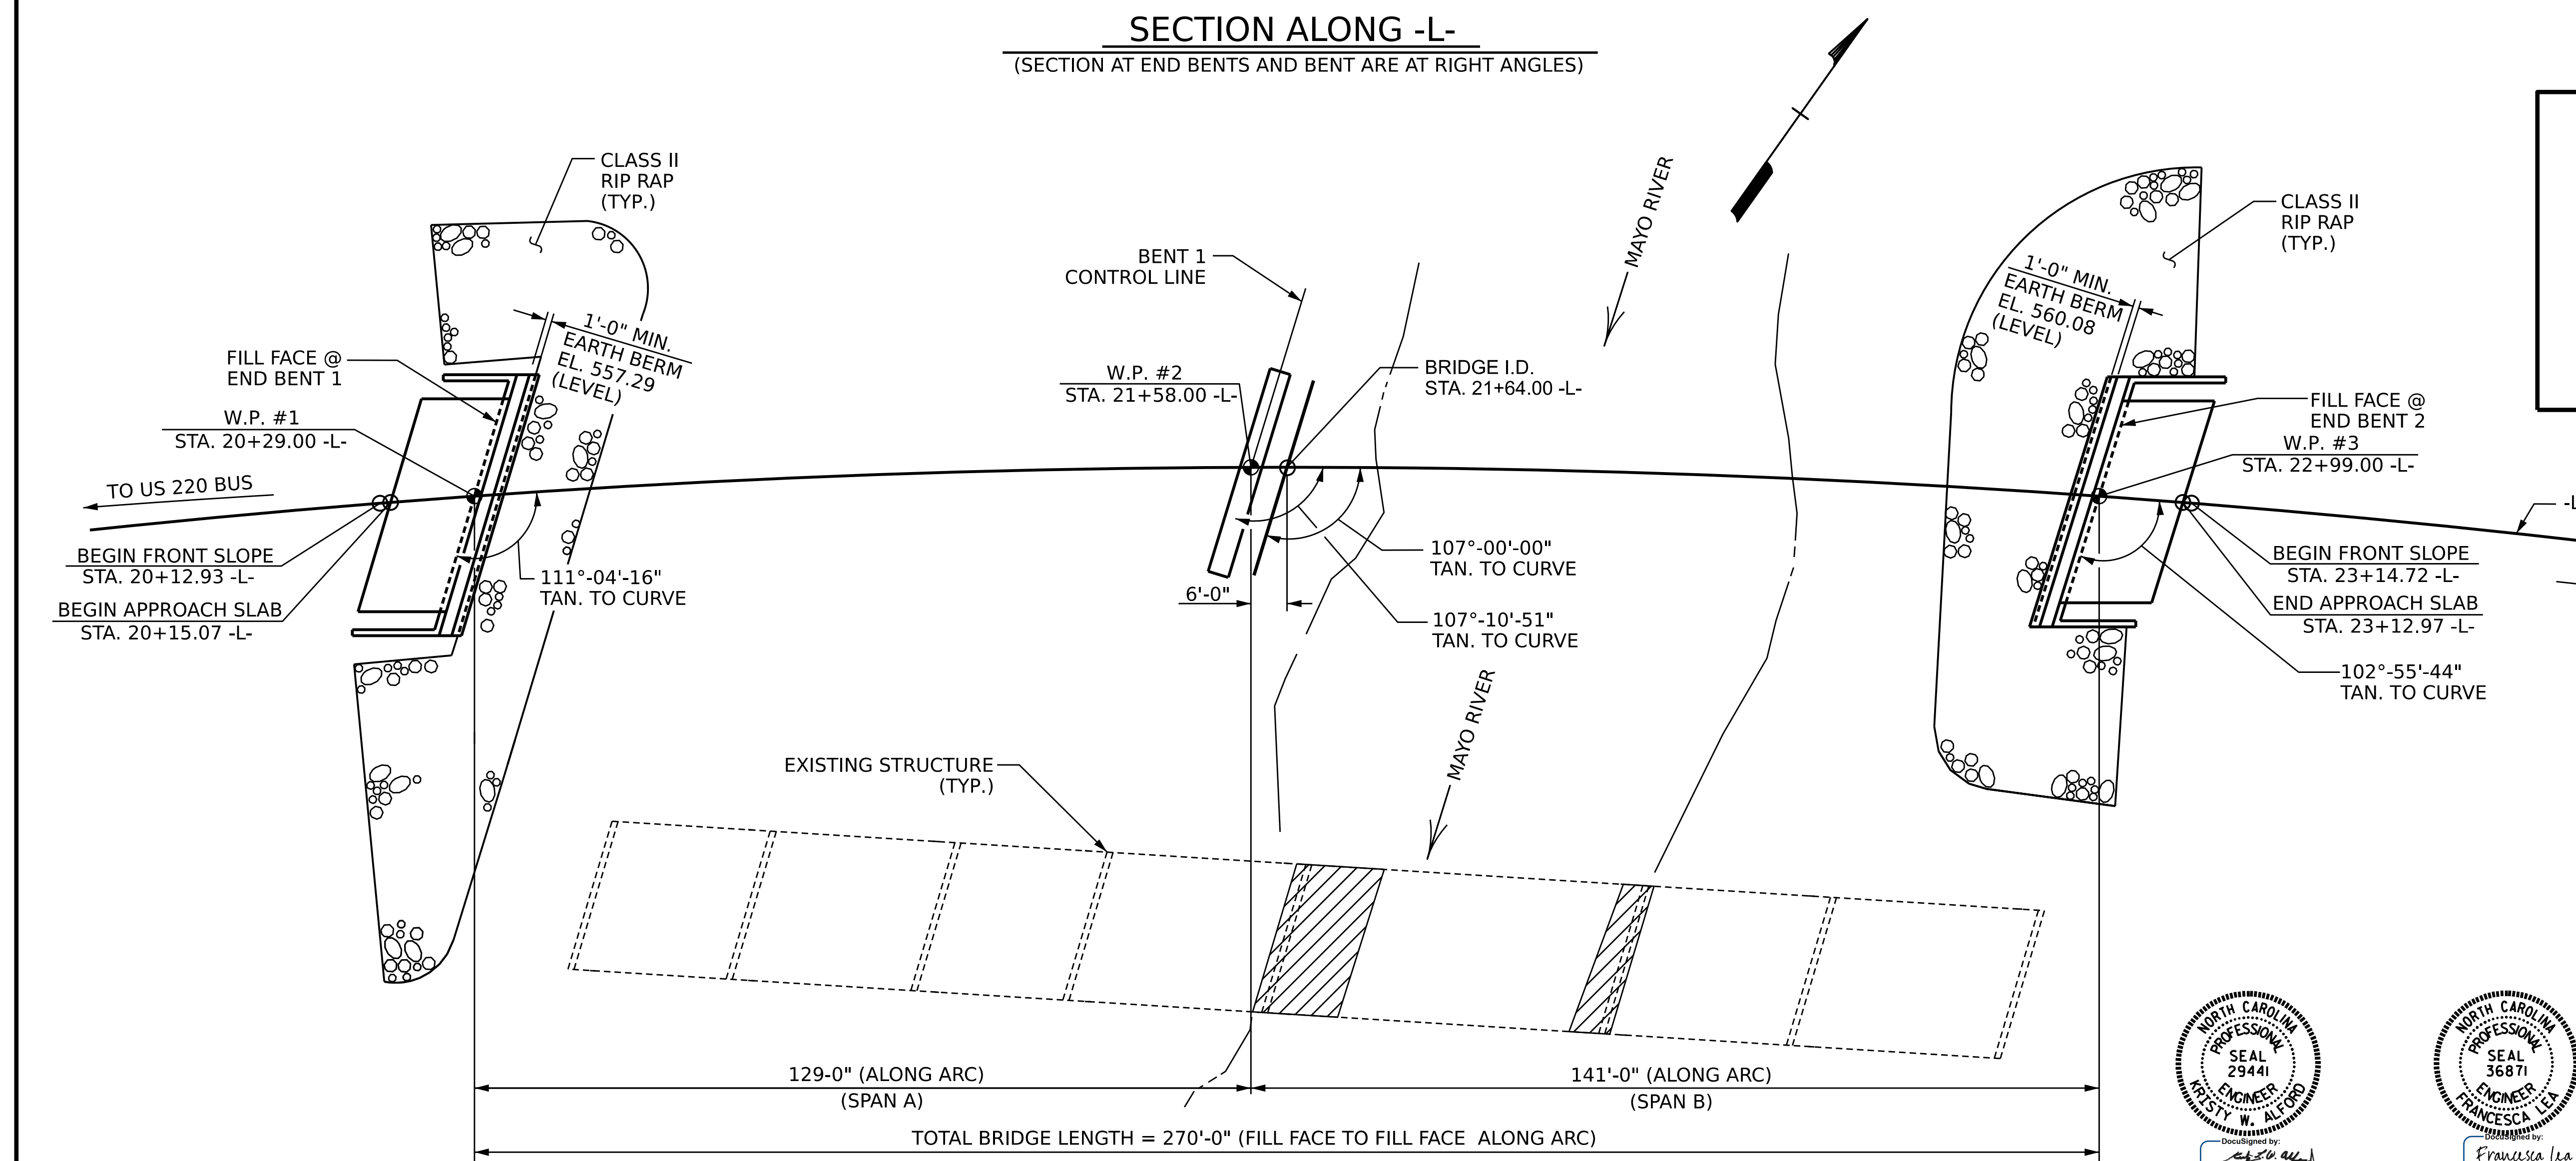 SECTION ALONG -L-
(SECTION AT END BENTS AND BENT ARE AT RIGHT ANGLES)
CLASS II
RIP RAP
(TYP.)
1'-0" MIN.
EARTH BERM
EL. 557.29
(LEVEL)
FILL FACE @
END BENT 1
W.P. #1
STA. 20+29.00 -L-
TO US 220 BUS
BEGIN FRONT SLOPE
STA. 20+12.93 -L-
BEGIN APPROACH SLAB
STA. 20+15.07 -L-
111°-04'-16"
TAN. TO CURVE
BENT 1
CONTROL LINE
W.P. #2
STA. 21+58.00 -L-
BRIDGE I.D.
STA. 21+64.00 -L-
MAYO RIVER
107°-00'-00"
TAN. TO CURVE
107°-10'-51"
TAN. TO CURVE
6'-0"
MAYO RIVER
CLASS II
RIP RAP
(TYP.)
1'-0" MIN.
EARTH BERM
EL. 560.08
(LEVEL)
FILL FACE @
END BENT 2
W.P. #3
STA. 22+99.00 -L-
-L
BEGIN FRONT SLOPE
STA. 23+14.72 -L-
END APPROACH SLAB
STA. 23+12.97 -L-
102°-55'-44"
TAN. TO CURVE
EXISTING STRUCTURE
(TYP.)
129-0" (ALONG ARC)
(SPAN A)
141'-0" (ALONG ARC)
(SPAN B)
TOTAL BRIDGE LENGTH = 270'-0" (FILL FACE TO FILL FACE ALONG ARC)
NORTH CAROLINA
PROFESSIONAL
SEAL
29441
ENGINEER
KRISTY W. ALFORD
DocuSigned by:
NORTH CAROLINA
PROFESSIONAL
SEAL
36871
ENGINEER
FRANCESCA LEA
DocuSigned by:
Francesca Lea